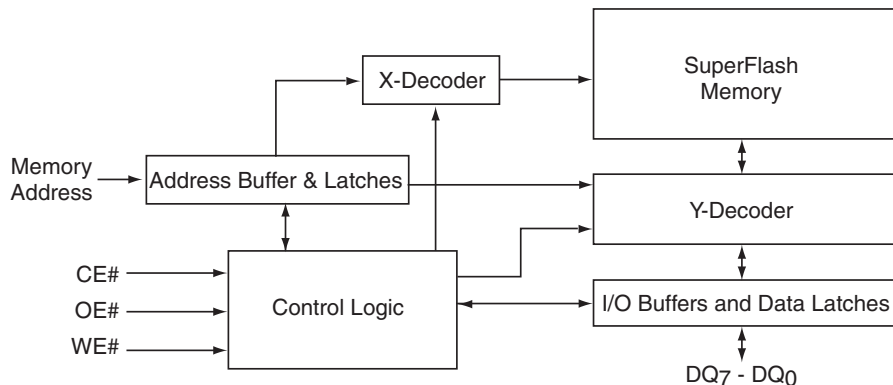 SuperFlash
Memory
X-Decoder
Memory
Address
Address Buffer & Latches
Y-Decoder
CE#
OE#
WE#
Control Logic
I/O Buffers and Data Latches
DQ7 - DQ0